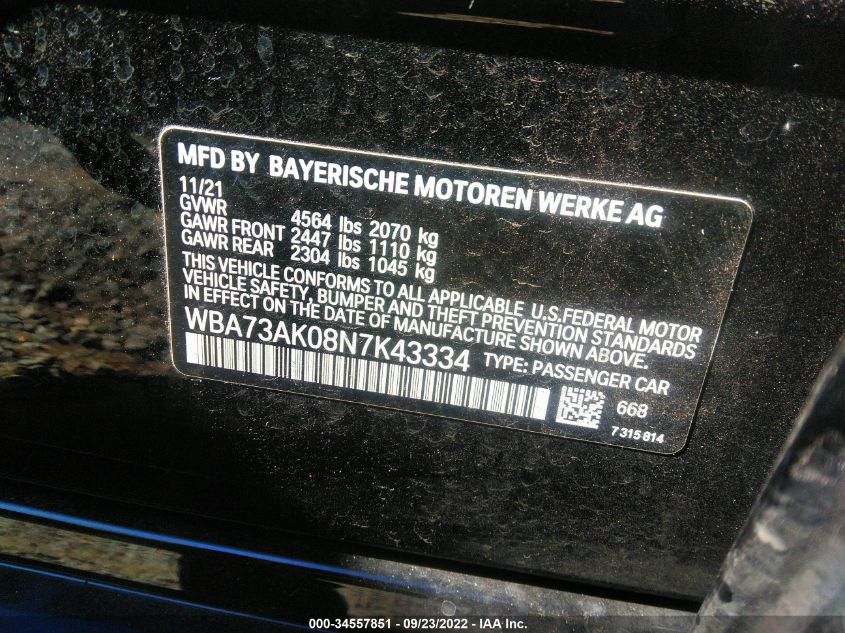 MFD BY BAYERISCHE MOTOREN WERKE AG
11/21
GVWR 4564 lbs 2070 kg
GAWR FRONT 2447 lbs 1110 kg
GAWR REAR 2304 lbs 1045 kg
THIS VEHICLE CONFORMS TO ALL APPLICABLE U.S.FEDERAL MOTOR
VEHICLE SAFETY, BUMPER AND THEFT PREVENTION STANDARDS
IN EFFECT ON THE DATE OF MANUFACTURE SHOWN ABOVE.
WBA73AK08N7K43334 TYPE: PASSENGER CAR
668
7 315 814
000-34557851 - 09/23/2022 - IAA Inc.